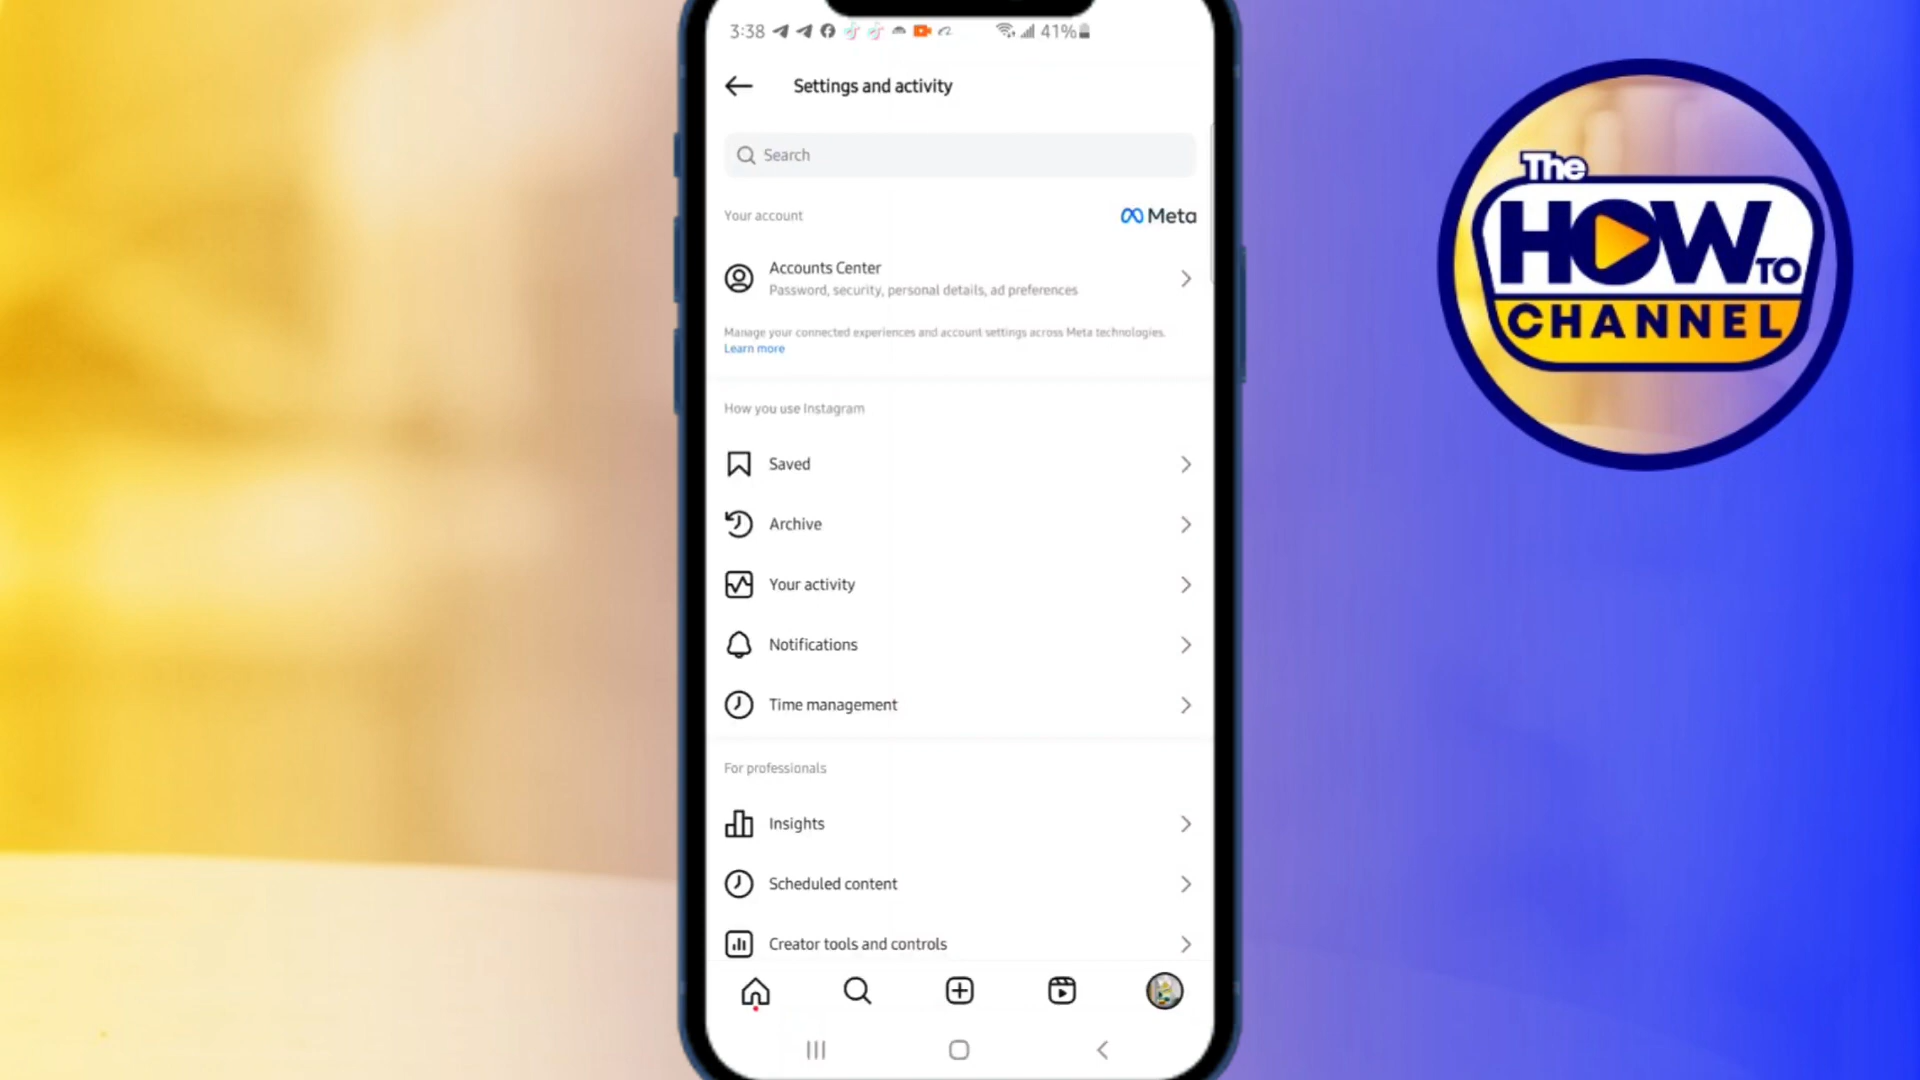 3:38
41%
Settings and activity
Search
Your account
Meta
Accounts Center
Password, security, personal details, ad preferences
Manage your connected experiences and account settings across Meta technologies.
Learn more
How you use Instagram
Saved
Archive
Your activity
Notifications
Time management
For professionals
Insights
Scheduled content
Creator tools and controls
The
HOW TO
CHANNEL